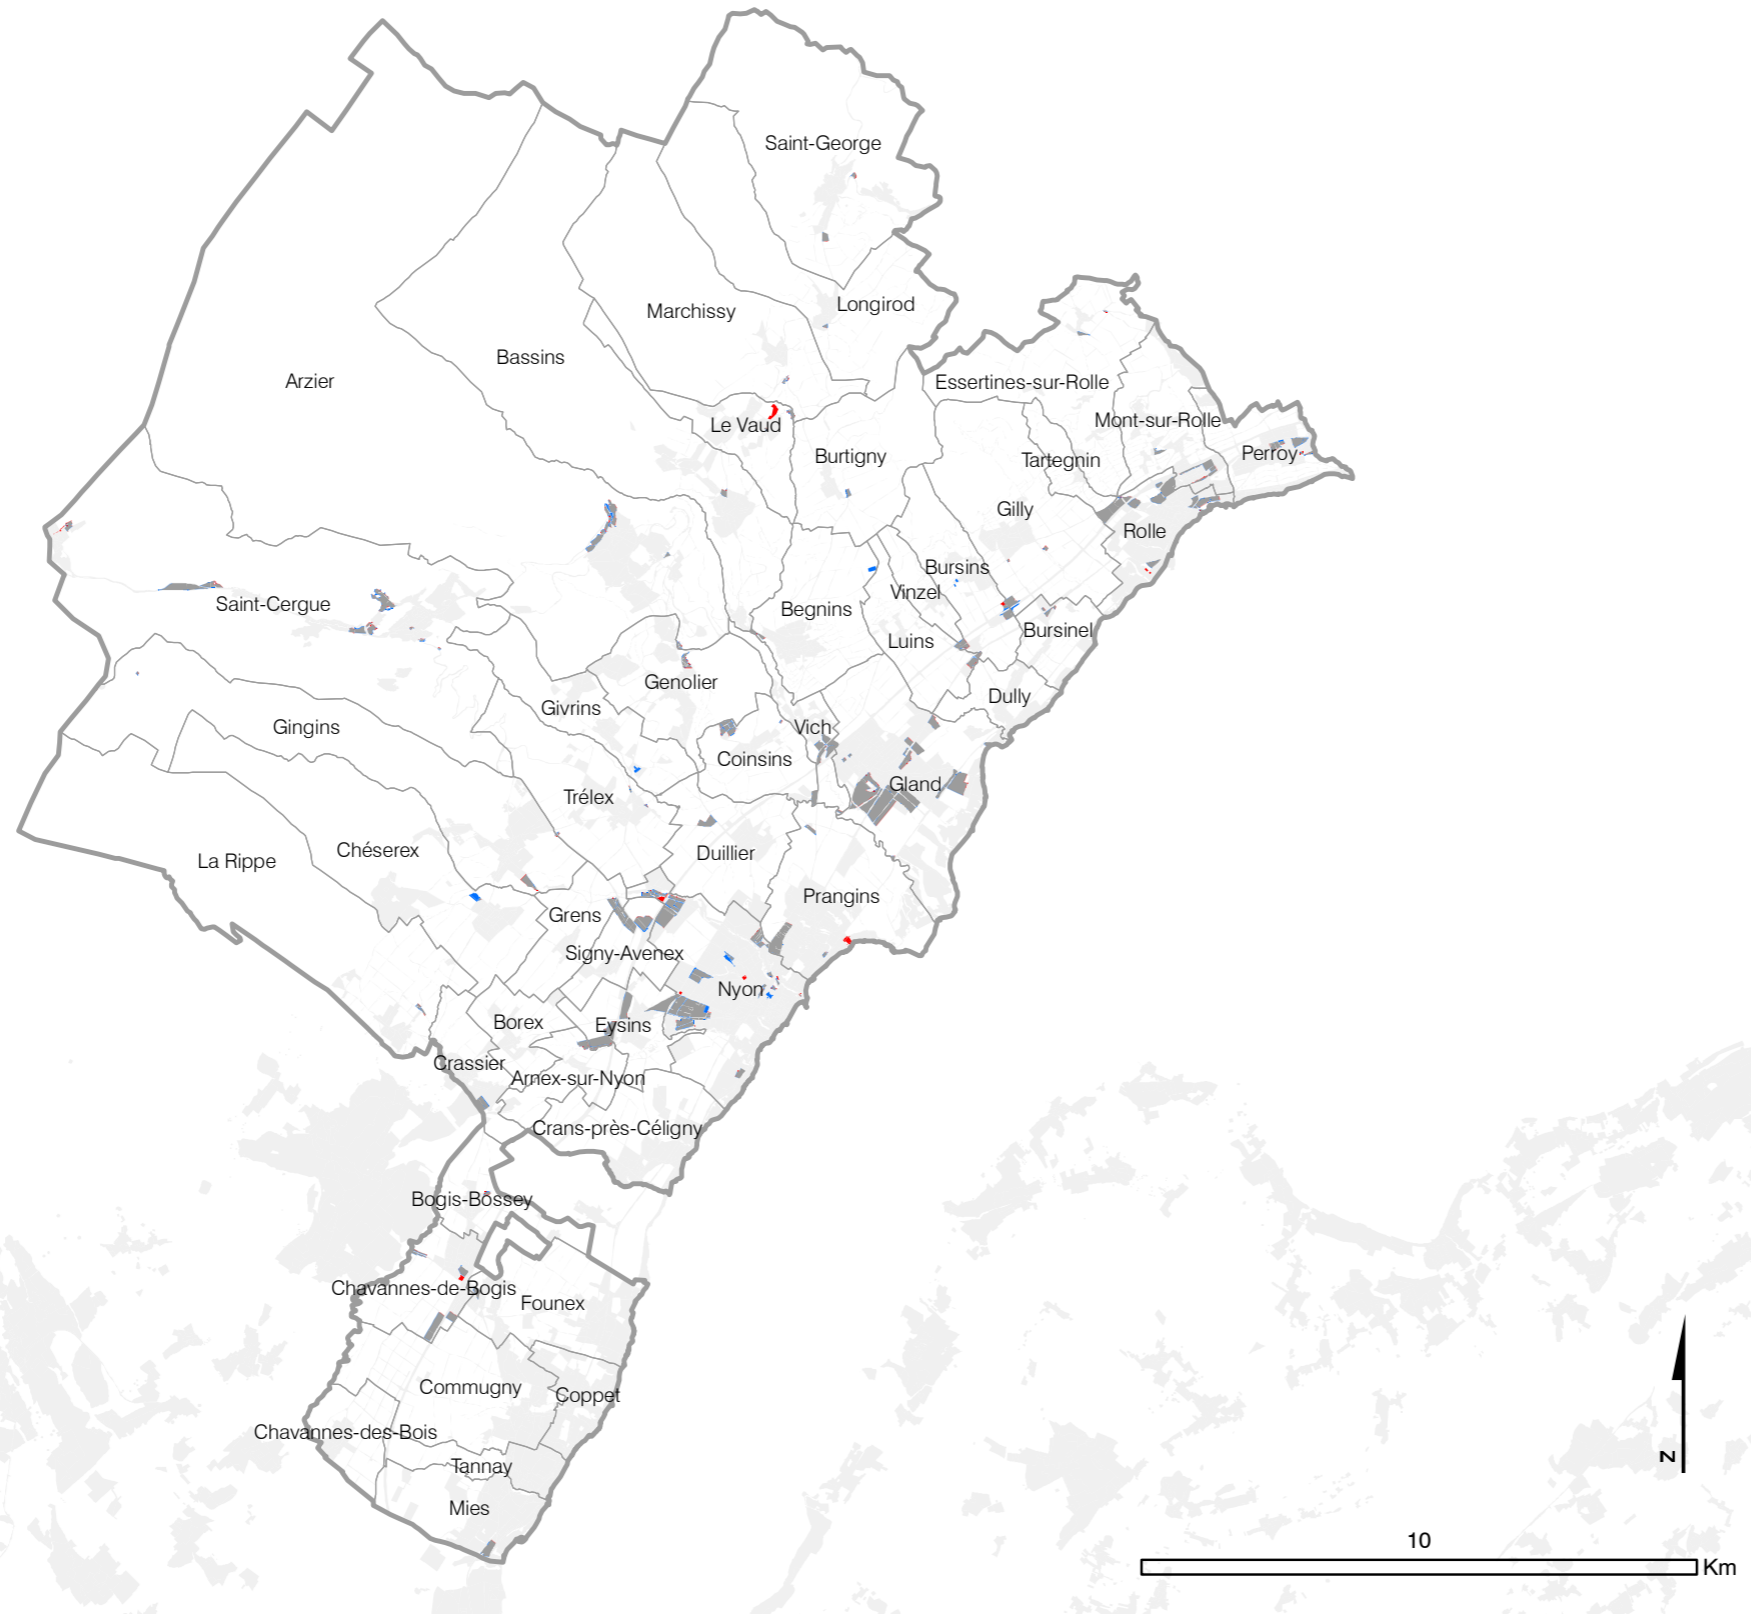 Saint-George
Longirod
Marchissy
Bassins
Arzier
Essertines-sur-Rolle
Mont-sur-Rolle
Le Vaud
Burtigny
Tartegnin
Perroy
Gilly
Rolle
Bursins
Vinzel
Saint-Cergue
Begnins
Luins
Bursinel
Genolier
Dully
Givrins
Gingins
Vich
Coinsins
Gland
Trélex
Duillier
Chéserex
La Rippe
Prangins
Grens
Signy-Avenex
Nyon
Borex
Eysins
Crassier
Arnex-sur-Nyon
Crans-près-Céligny
Bogis-Bossey
Chavannes-de-Bogis
Founex
Commugny
Coppet
Chavannes-des-Bois
Tannay
Mies
N
10
Km